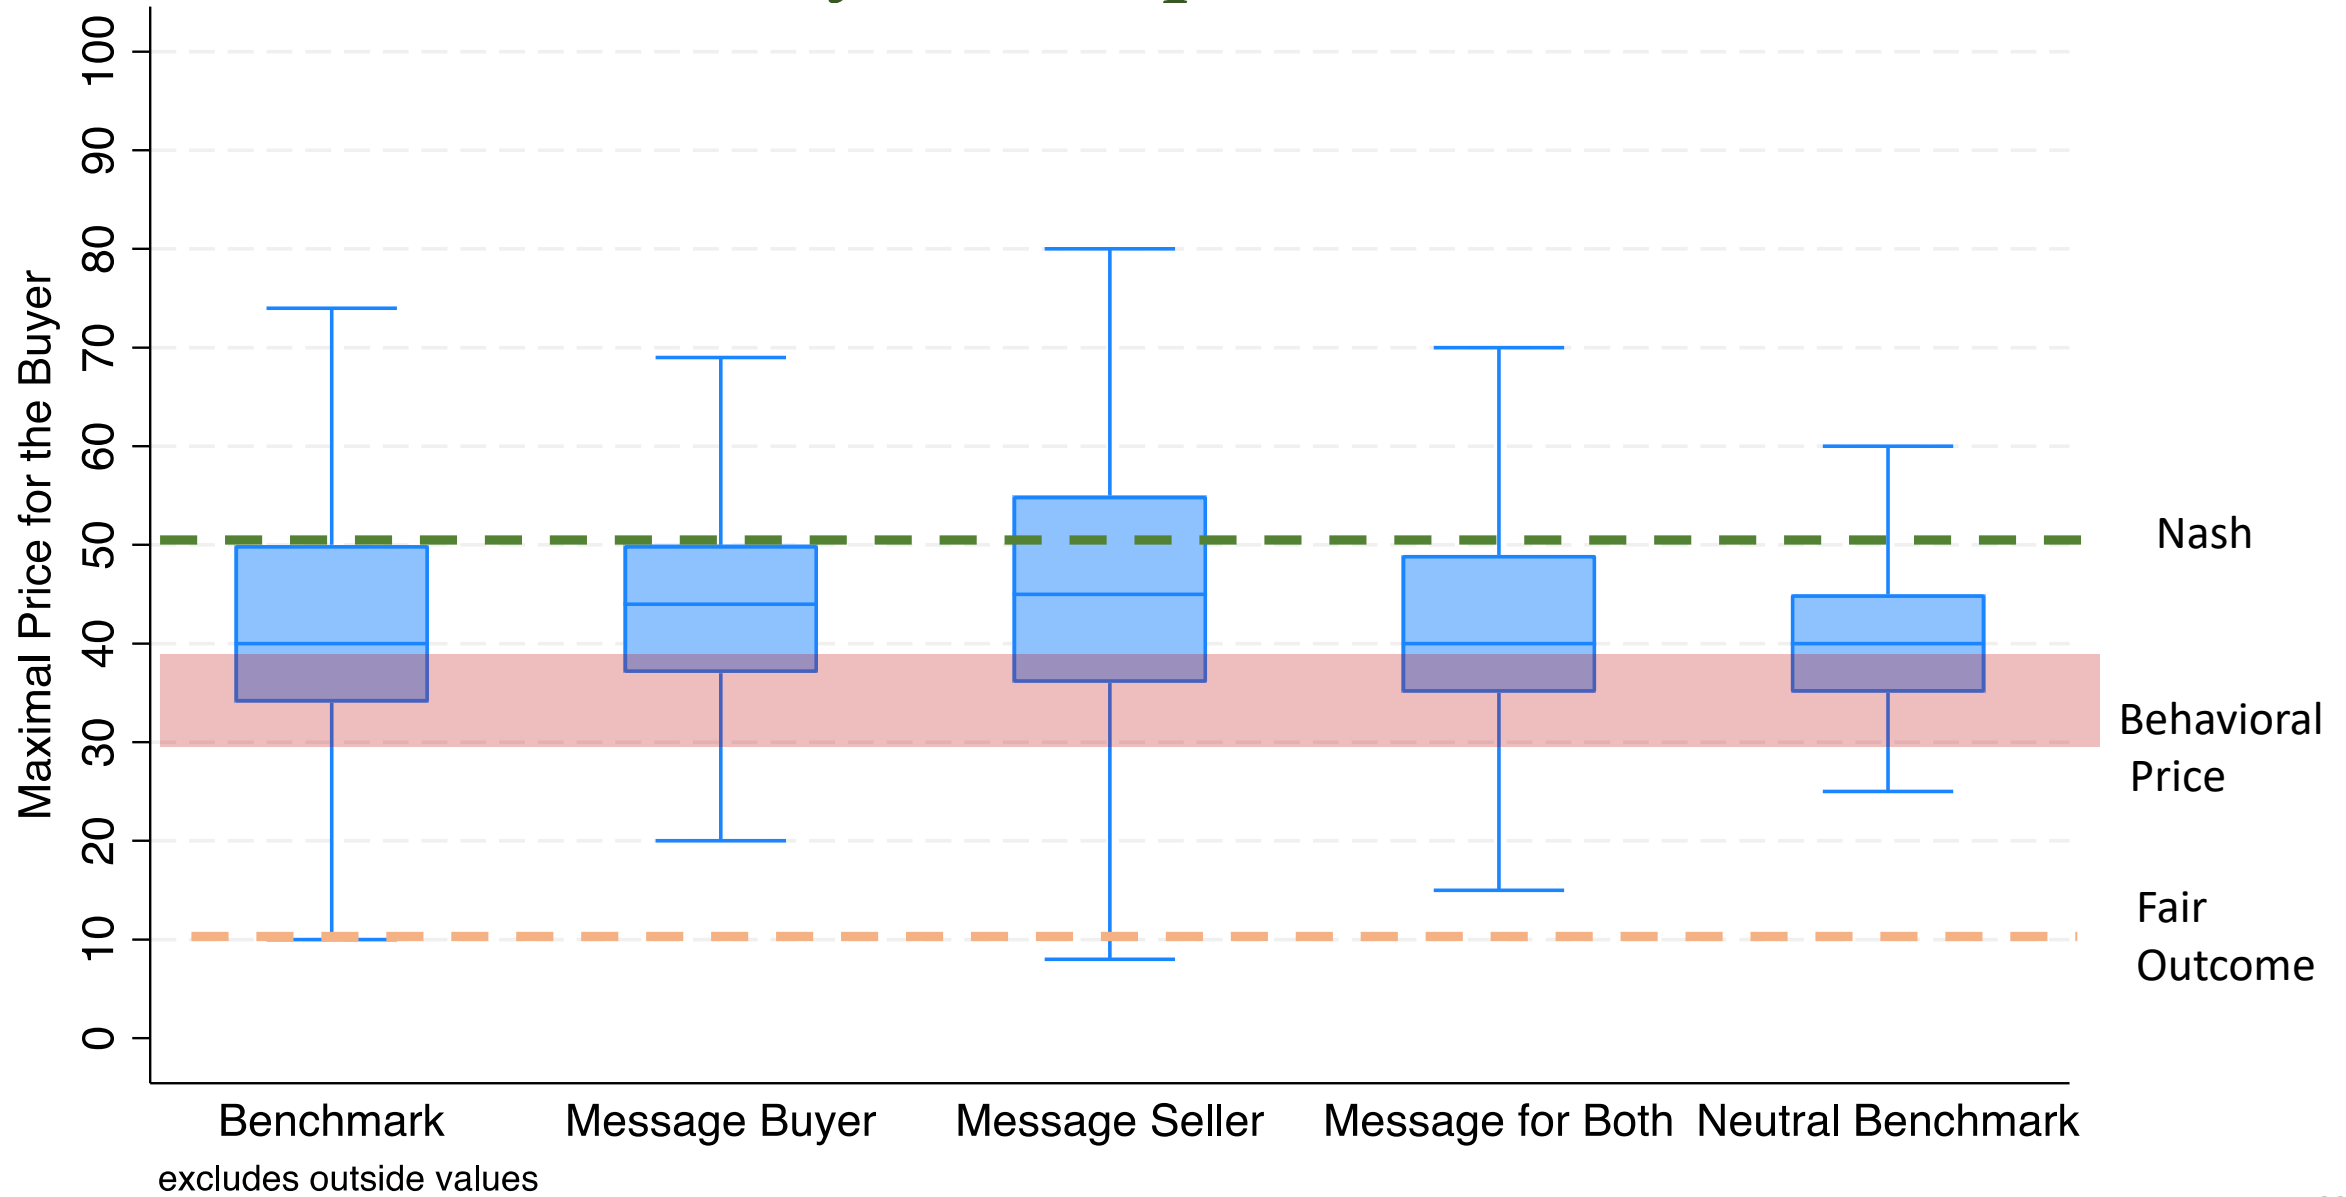 Maximal Price for the Buyer
100
90
80
70
60
50
40
30
20
10
0
Nash
Behavioral
Price
Fair
Outcome
Benchmark Message Buyer Message Seller Message for Both Neutral Benchmark
excludes outside values